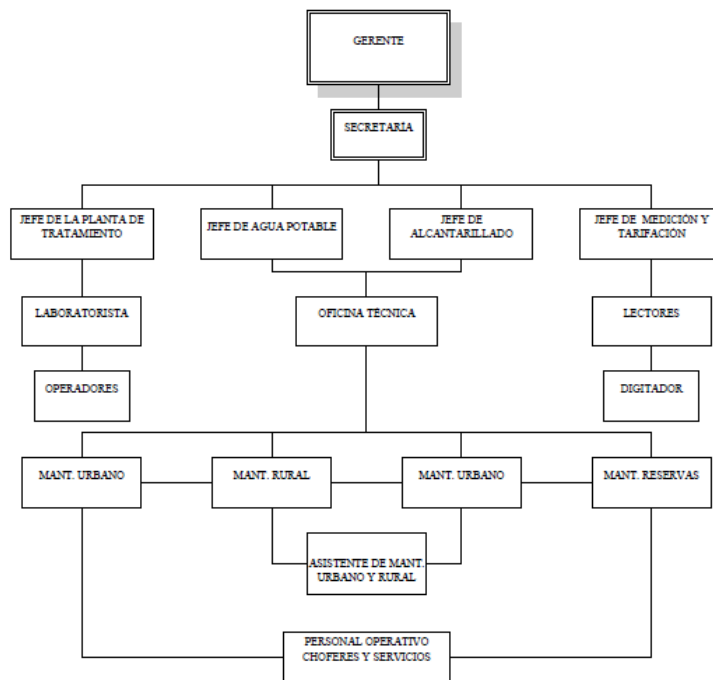 GERENTE
SECRETARÍA
JEFE DE LA PLANTA DE
TRATAMIENTO
JEFE DE AGUA POTABLE
JEFE DE
ALCANTARILLADO
JEFE DE MEDICIÓN Y
TARIFACIÓN
LABORATORISTA
OFICINA TÉCNICA
LECTORES
OPERADORES
DIGITADOR
MANT. URBANO
MANT. RURAL
MANT. URBANO
MANT. RESERVAS
ASISTENTE DE MANT.
URBANO Y RURAL
PERSONAL OPERATIVO
CHOFERES Y SERVICIOS